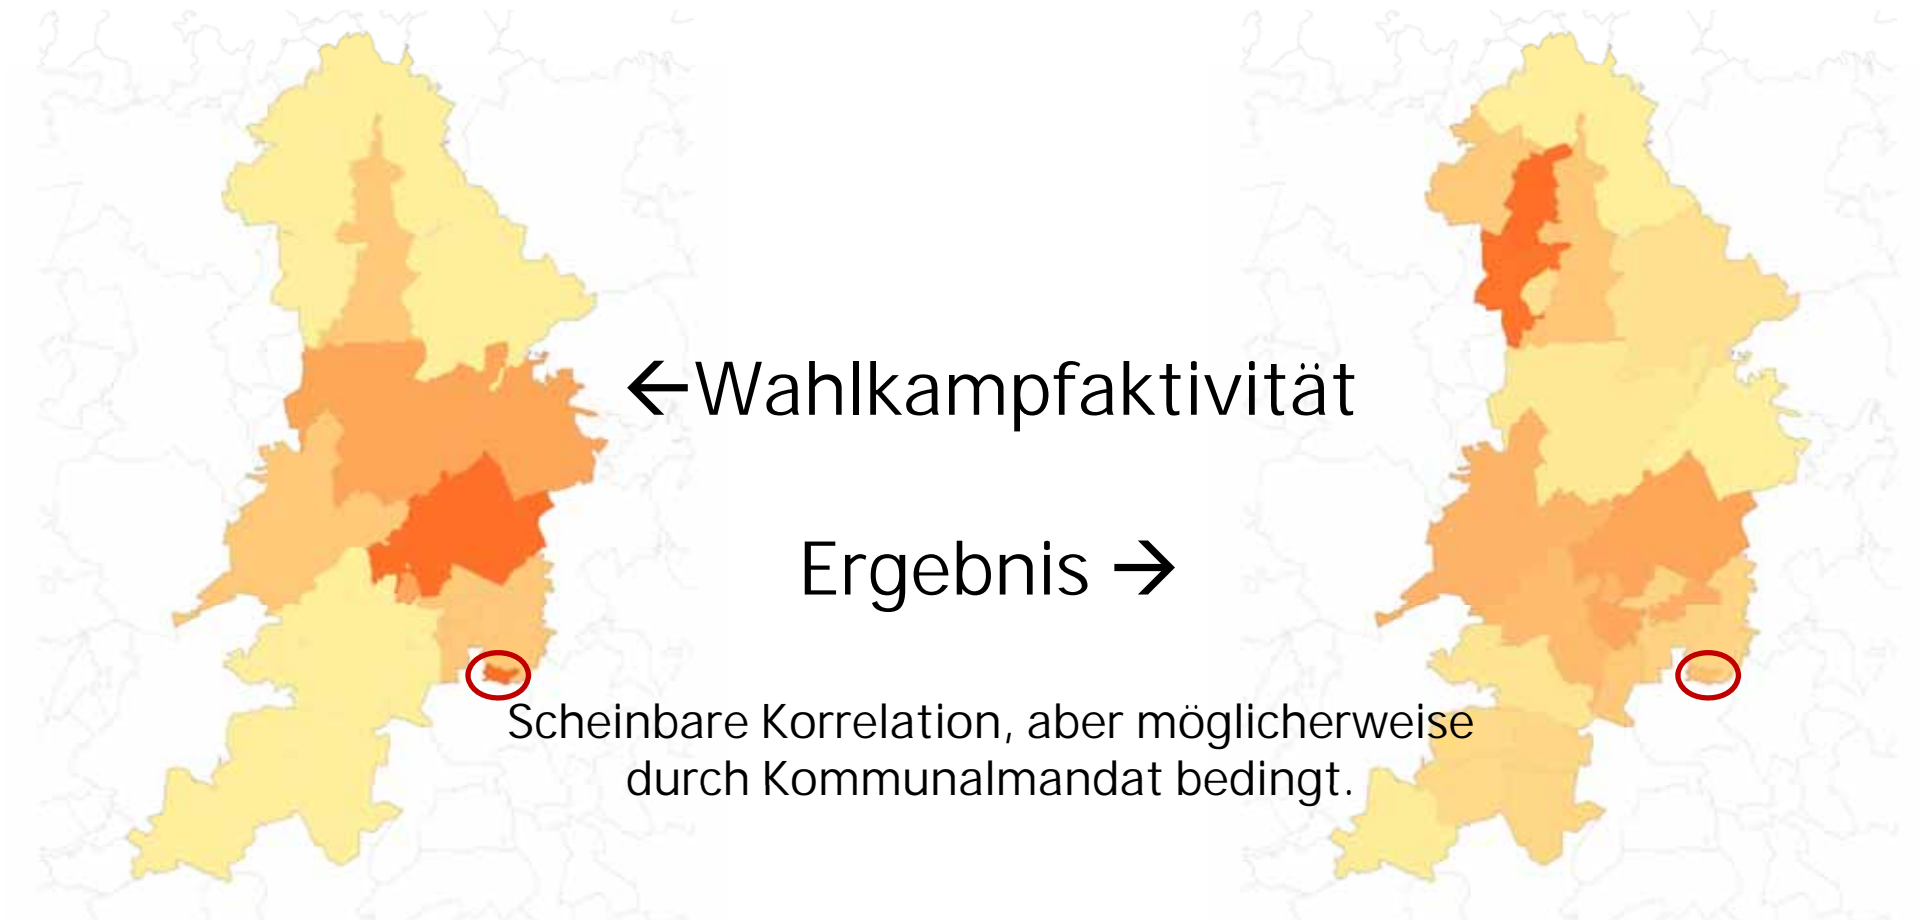 ←Wahlkampfaktivität
Ergebnis →
Scheinbare Korrelation, aber möglicherweise
durch Kommunalmandat bedingt.